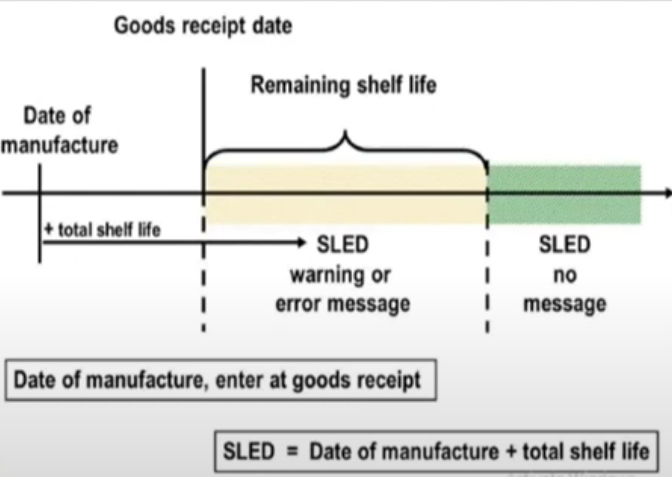 Goods receipt date
Remaining shelf life
Date of
manufacture
+ total shelf life
SLED
warning or
error message
SLED
no
message
Date of manufacture, enter at goods receipt
SLED = Date of manufacture + total shelf life